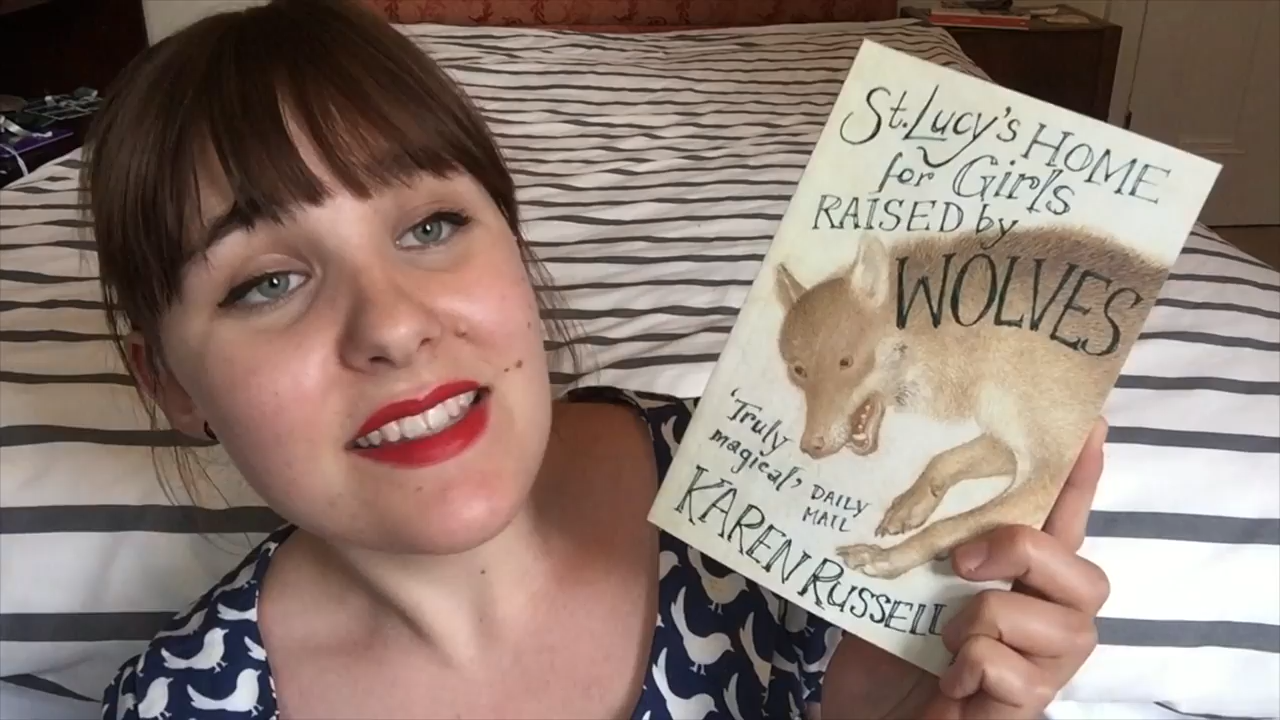 St. Lucy's HOME
for Girls
RAISED by
WOLVES
'Truly
magical',
DAILY
MAIL
KAREN RUSSELL